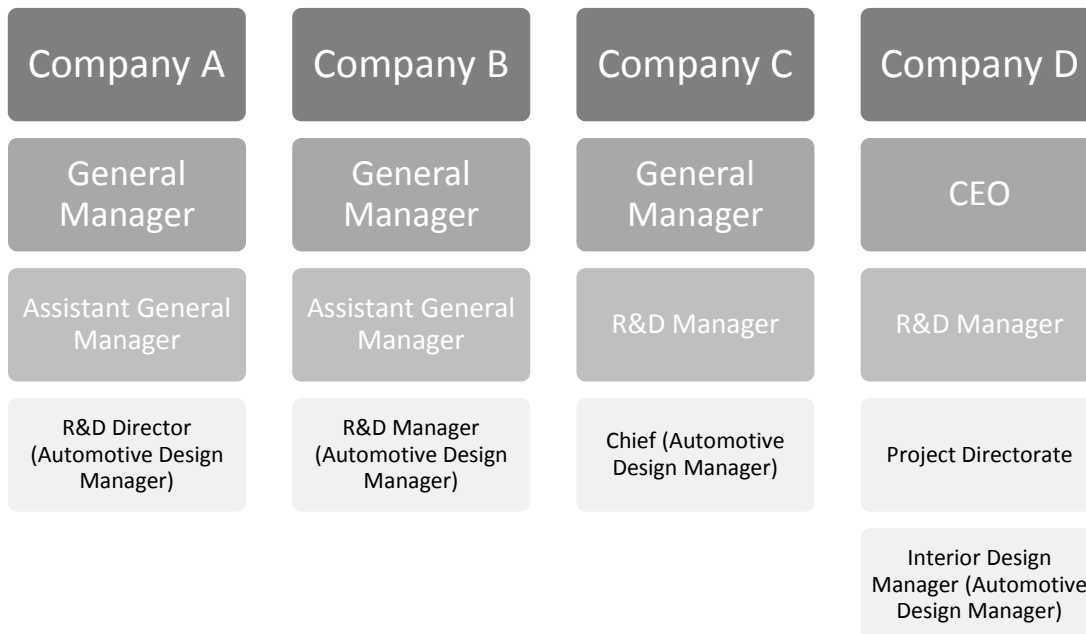 Company A
General
Manager
Assistant General
Manager
R&D Director
(Automotive Design
Manager)
Company B
General
Manager
Assistant General
Manager
R&D Manager
(Automotive Design
Manager)
Company C
General
Manager
R&D Manager
Chief (Automotive
Design Manager)
Company D
CEO
R&D Manager
Project Directorate
Interior Design
Manager (Automotive
Design Manager)